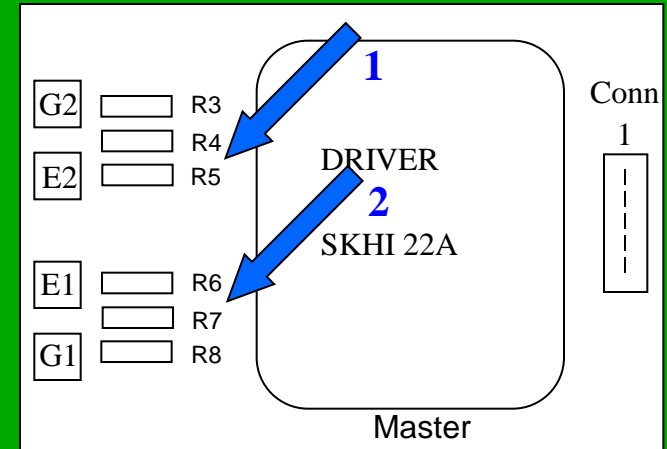 1
G2
R3
Conn
1
R4
DRIVER
E2
R5
2
SKHI 22A
E1
R6
R7
G1
R8
Master